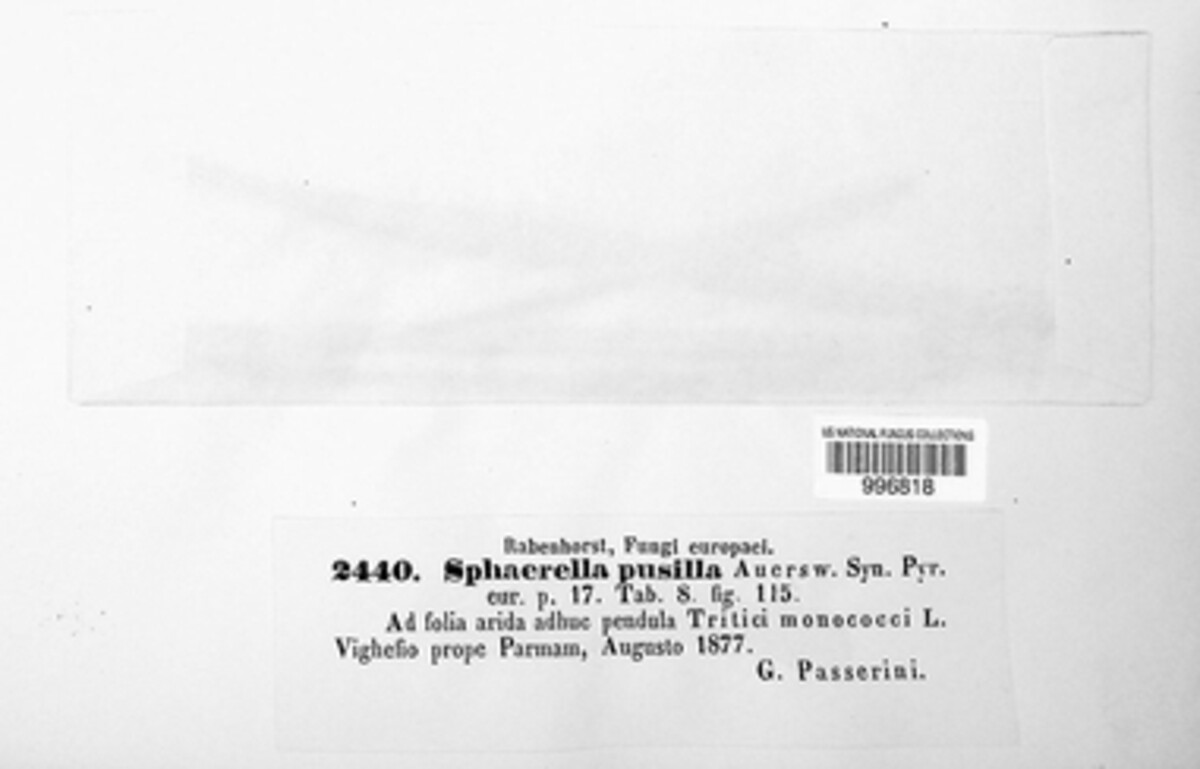 US NATIONAL FUNGUS COLLECTIONS
996818
Rabenhorst, Fungi europaei.
2440. Sphaerella pusilla Auersw. Syn. Pyr.
eur. p. 17. Tab. 8. fig. 115.
Ad folia arida adhuc pendula Tritici monococci L.
Vigheffio prope Parmam, Augusto 1877.
G. Passerini.